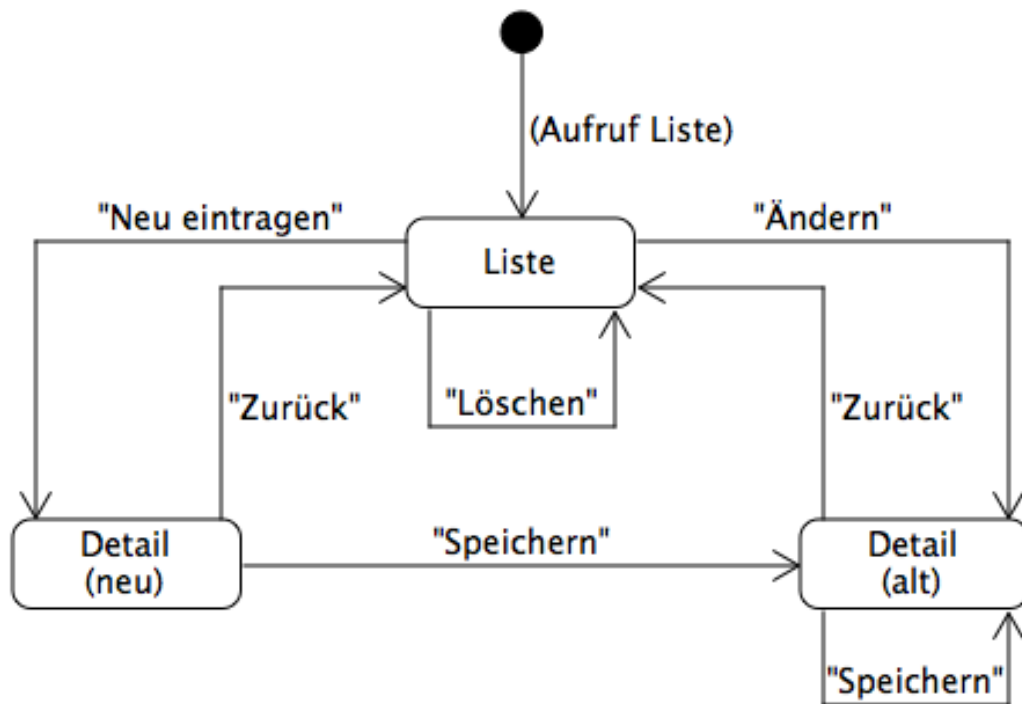 (Aufruf Liste)
"Neu eintragen"
"Ändern"
Liste
"Zurück"
"Löschen"
"Zurück"
Detail
(neu)
"Speichern"
Detail
(alt)
"Speichern"